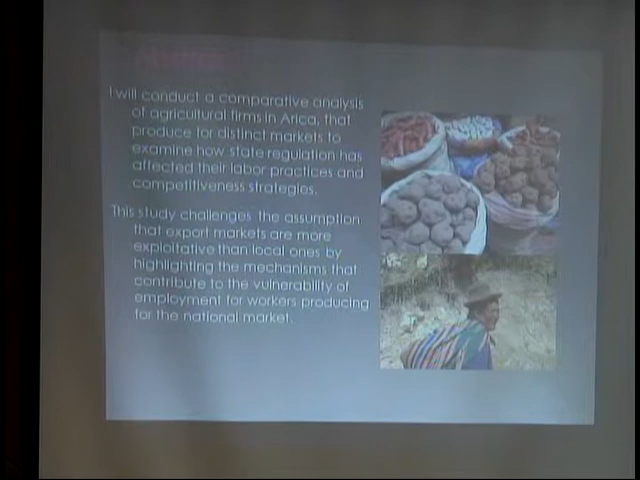 I will conduct a comparative analysis
of agricultural firms in Arica, that
produce for distinct markets to
examine how state regulation has
affected their labor practices and
competitiveness strategies.
This study challenges the assumption
that export markets are more
exploitative than local ones by
highlighting the mechanisms that
contribute to the vulnerability of
employment for workers producing
for the national market.